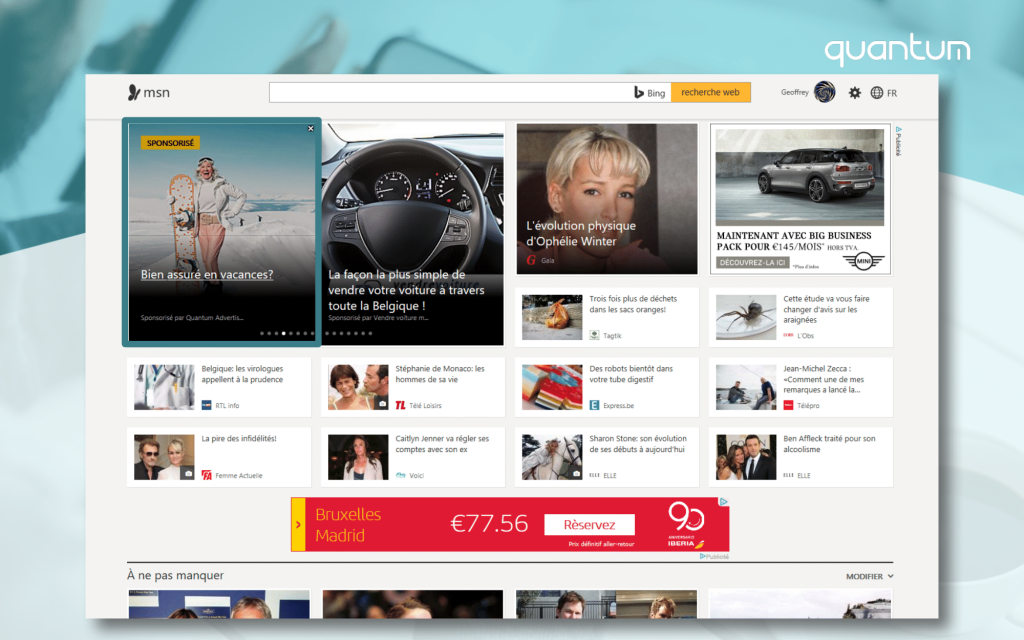 quantum
msn
Bing
recherche web
Geoffrey
FR
SPONSORISÉ
Bien assuré en vacances?
Sponsorisé par Quantum Advertis...
La façon la plus simple de
vendre votre voiture à travers
toute la Belgique !
Sponsorisé par Vendre voiture m...
L'évolution physique
d'Ophélie Winter
Gala
Publicité
MAINTENANT AVEC BIG BUSINESS
PACK POUR €145/MOIS* HORS TVA.
DÉCOUVREZ-LA ICI
*Plus d'infos
MINI
Trois fois plus de déchets
dans les sacs oranges!
Tagtik
Cette étude va vous faire
changer d'avis sur les
araignées
L'Obs
Belgique: les virologues
appellent à la prudence
RTL info
Stéphanie de Monaco: les
hommes de sa vie
TL Télé Loisirs
Des robots bientôt dans
votre tube digestif
E Express.be
Jean-Michel Zecca :
«Comment une de mes
remarques a lancé la...
Télépro
La pire des infidélités!
FA Femme Actuelle
Caitlyn Jenner va régler ses
comptes avec son ex
Voici
Sharon Stone: son évolution
de ses débuts à aujourd'hui
ELLE ELLE
Ben Affleck traité pour son
alcoolisme
ELLE ELLE
Bruxelles
Madrid
€77.56
Rèservez
Prix définitif aller-retour
90
ANIVERSARIO
IBERIA
Publicité
À ne pas manquer
MODIFIER